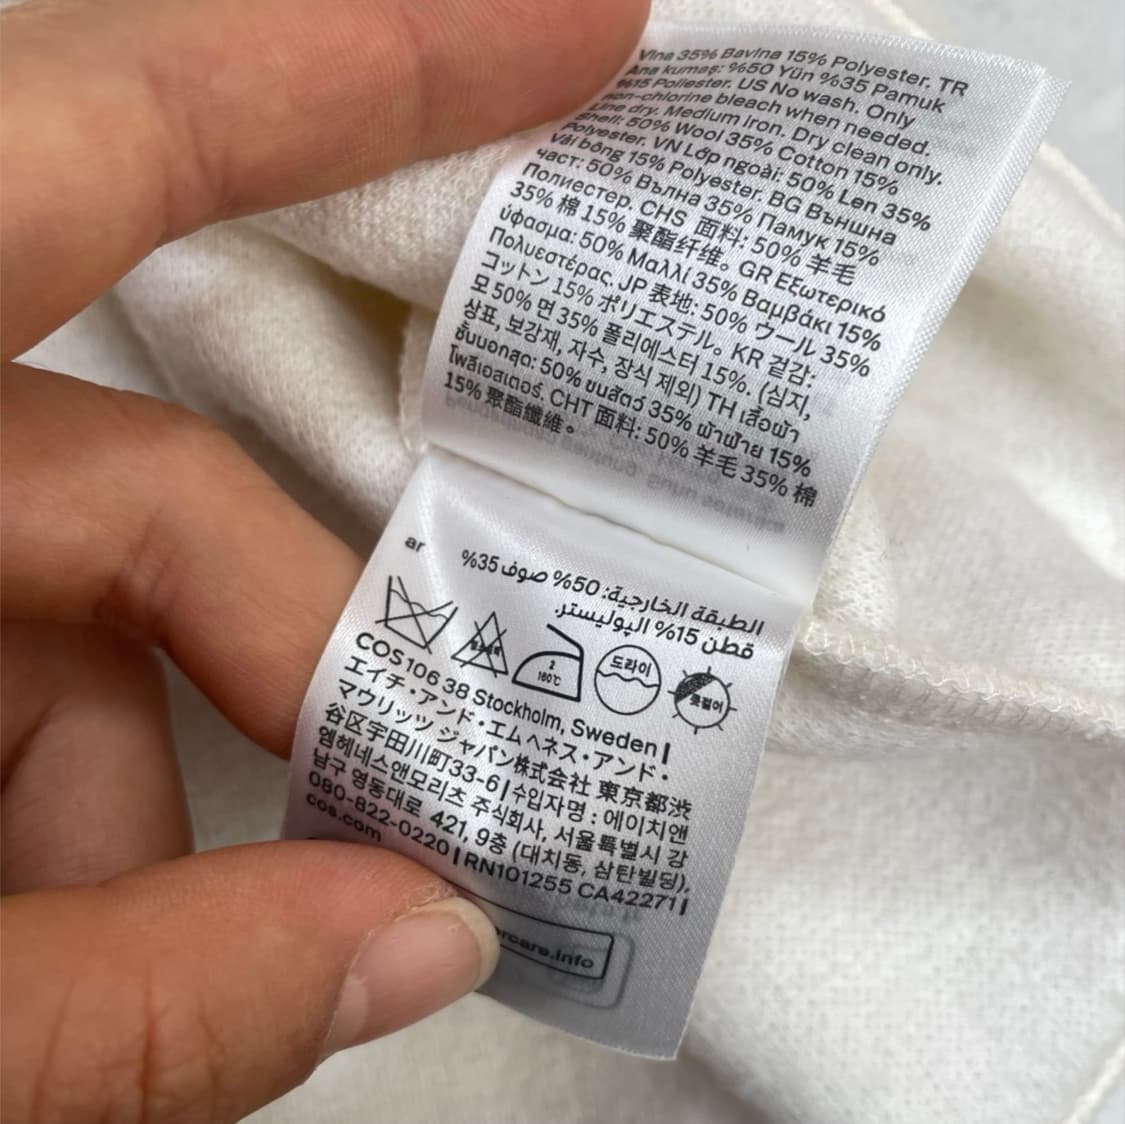 Vlna 35% Bavlna 15% Polyester. TR
Ana kumaş: %50 Yün %35 Pamuk
%15 Poliester. US No wash. Only
non-chlorine bleach when needed.
Line dry. Medium iron. Dry clean only.
Shell: 50% Wool 35% Cotton 15%
Polyester. VN Lớp ngoài: 50% Len 35%
Vải bông 15% Polyester. BG Външна
част: 50% Вълна 35% Памук 15%
Полиестер. CHS 面料: 50% 羊毛
35% 棉 15% 聚酯纤维。 GR Εξωτερικό
ύφασμα: 50% Μαλλί 35% Βαμβάκι 15%
Πολυεστέρας. JP 表地: 50% ウール 35%
コットン 15% ポリエステル。 KR 겉감:
모 50% 면 35% 폴리에스터 15%. (심지,
상표, 보강재, 자수, 장식 제외) TH เสื้อผ้า
ชั้นนอกสุด: 50% ขนสัตว์ 35% ผ้าฝ้าย 15%
โพลีเอสเตอร์. CHT 面料: 50% 羊毛 35% 棉
15% 聚酯纖維。
ar
الطبقة الخارجية: 50% صوف 35%
قطن 15% البوليستر.
2
160℃
드라이
옷걸이
COS 106 38 Stockholm, Sweden |
エイチ・アンド・エム ヘネス・アンド・
マウリッツ ジャパン株式会社 東京都渋
谷区宇田川町33-6 | 수입자명 : 에이치앤
엠헤네스앤모리츠 주식회사, 서울특별시 강
남구 영동대로 421, 9층 (대치동, 삼탄빌딩),
080-822-0220 | RN101255 CA42271 |
cos.com
orcare.info